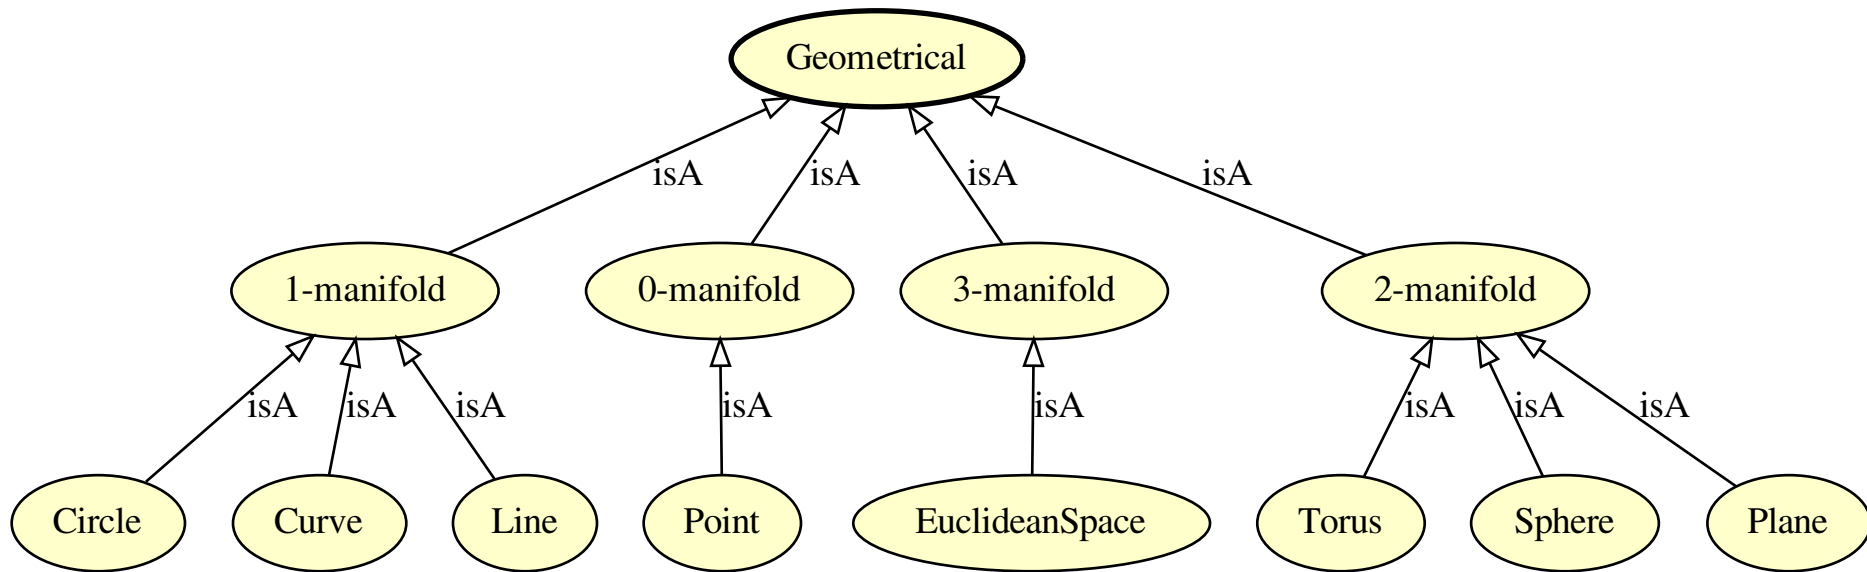 Geometrical
isA isA isA isA
1-manifold 0-manifold 3-manifold 2-manifold
isA isA isA isA isA isA isA isA
Circle Curve Line Point EuclideanSpace Torus Sphere Plane